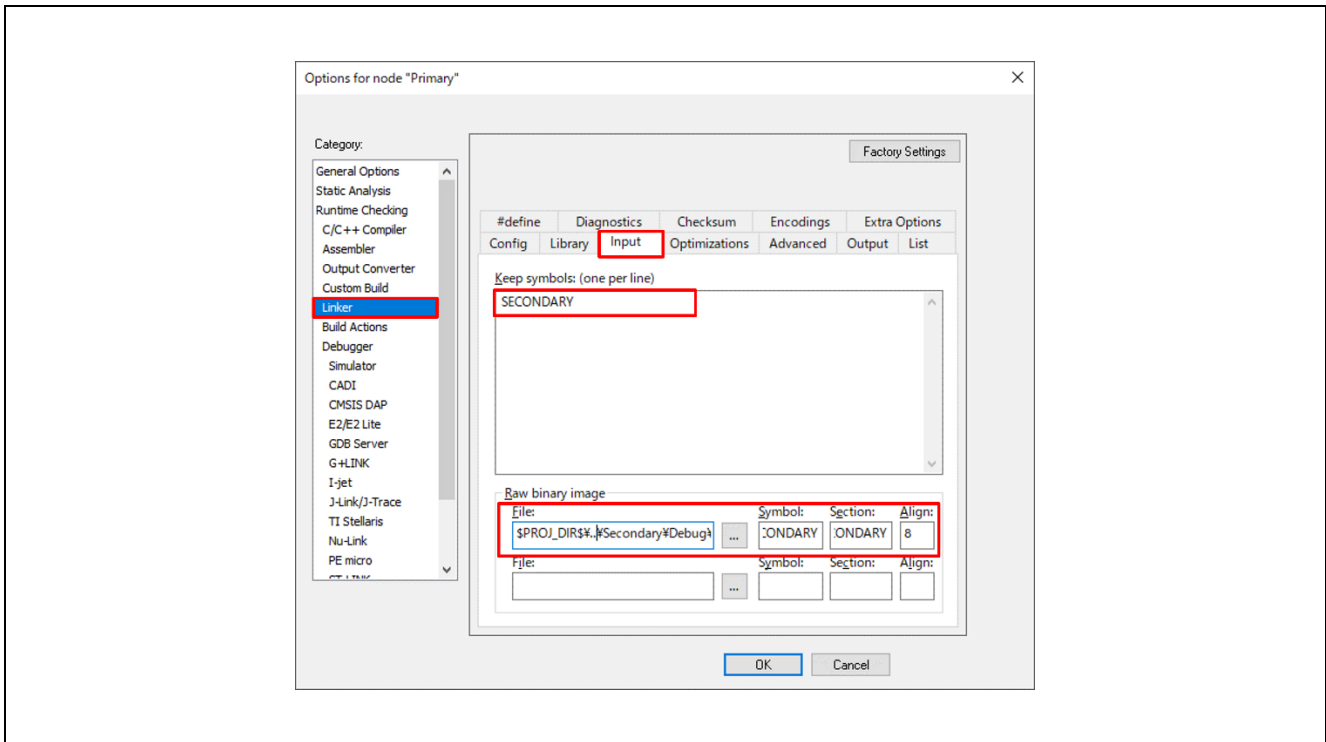 Options for node "Primary"
Category:
Factory Settings
General Options
Static Analysis
Runtime Checking
C/C++ Compiler
Assembler
Output Converter
Custom Build
Linker
Build Actions
Debugger
Simulator
CADI
CMSIS DAP
E2/E2 Lite
GDB Server
G+LINK
I-jet
J-Link/J-Trace
TI Stellaris
Nu-Link
PE micro
#define Diagnostics Checksum Encodings Extra Options
Config Library Input Optimizations Advanced Output List
Keep symbols: (one per line)
SECONDARY
Raw binary image
File: Symbol: Section: Align:
$PROJ_DIR$¥..¥Secondary¥Debug¥ ... CONDARY CONDARY 8
File: Symbol: Section: Align:
...
OK Cancel